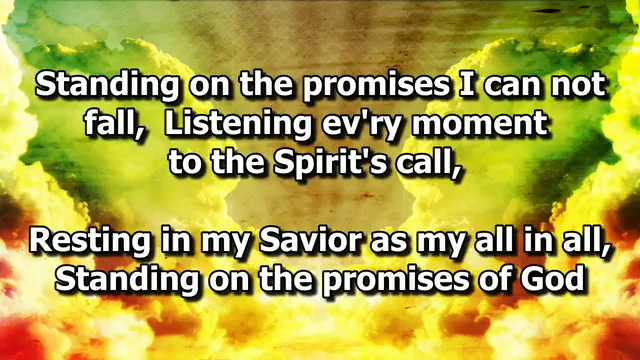 Standing on the promises I can not
fall,  Listening ev'ry moment
to the Spirit's call,
Resting in my Savior as my all in all,
Standing on the promises of God